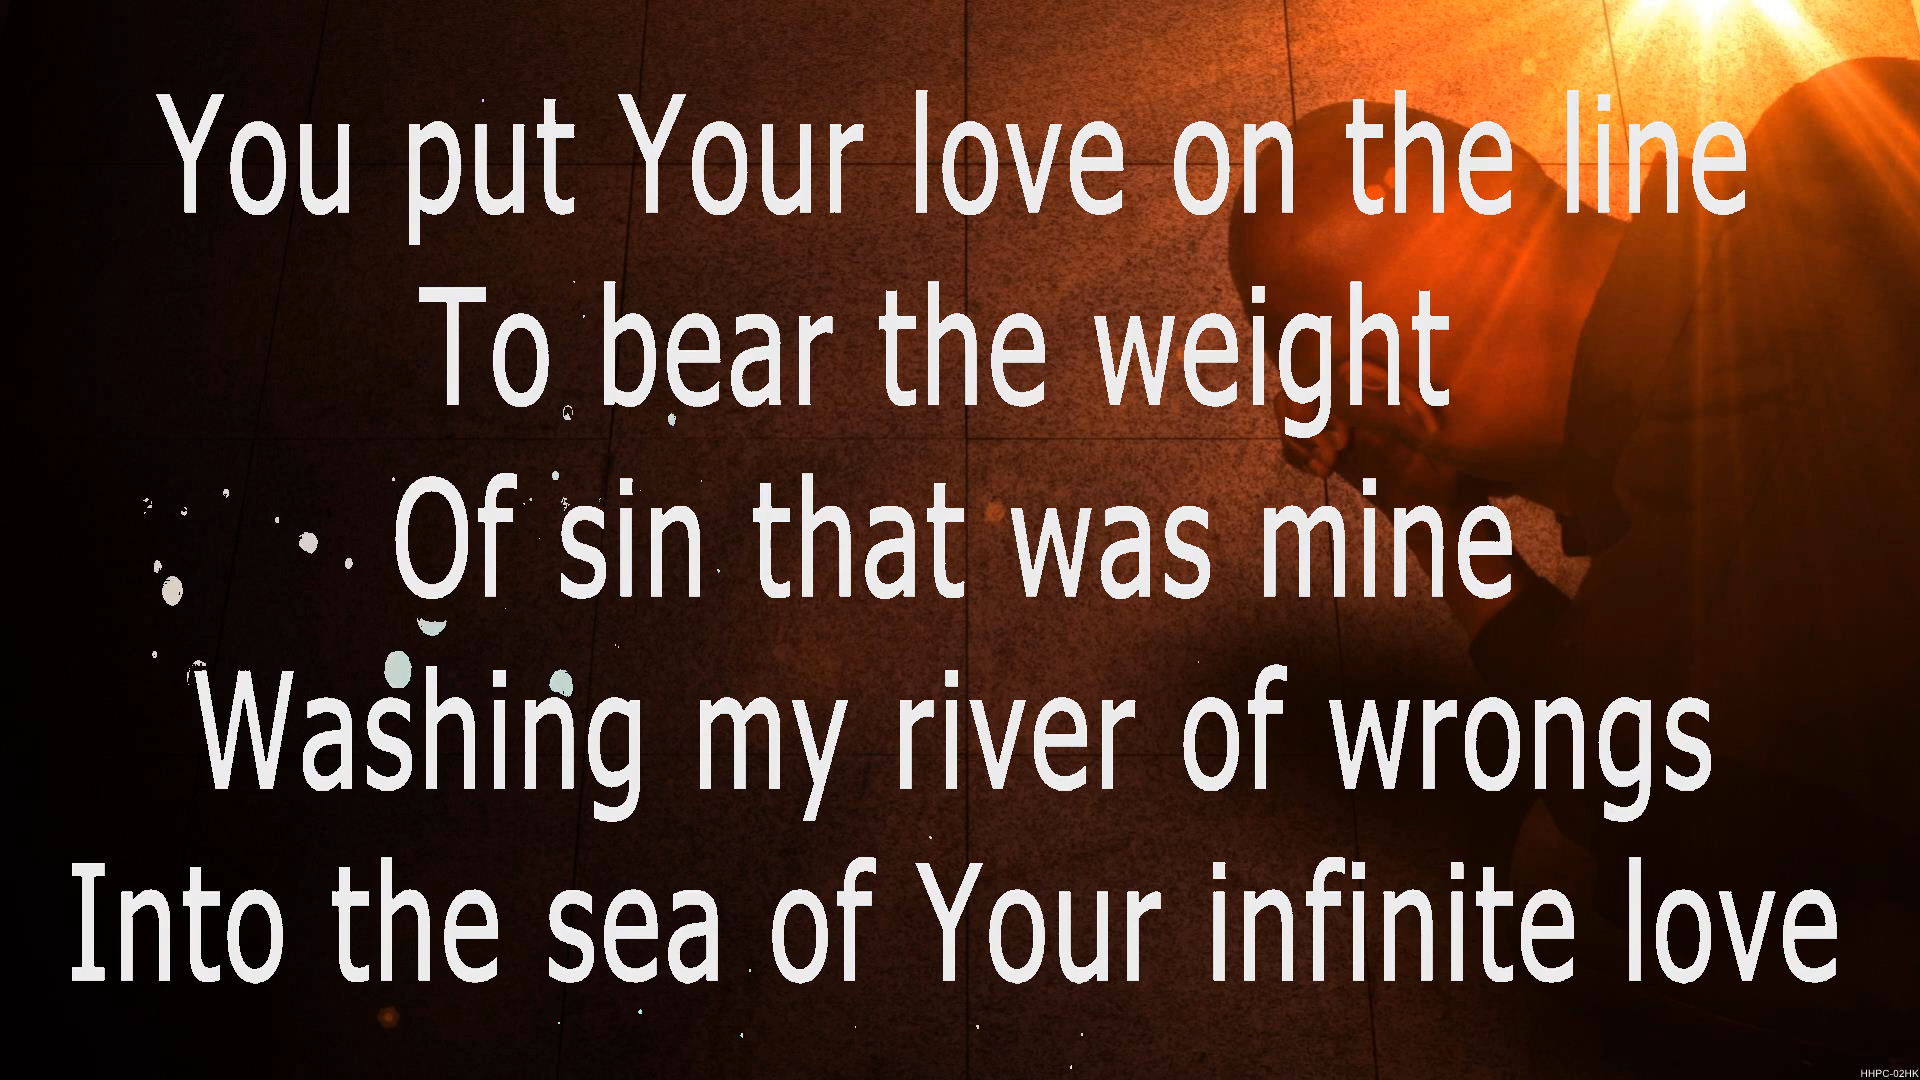 You put Your love on the line
To bear the weight
Of sin that was mine
Washing my river of wrongs
Into the sea of Your infinite love
HHPC-02HK